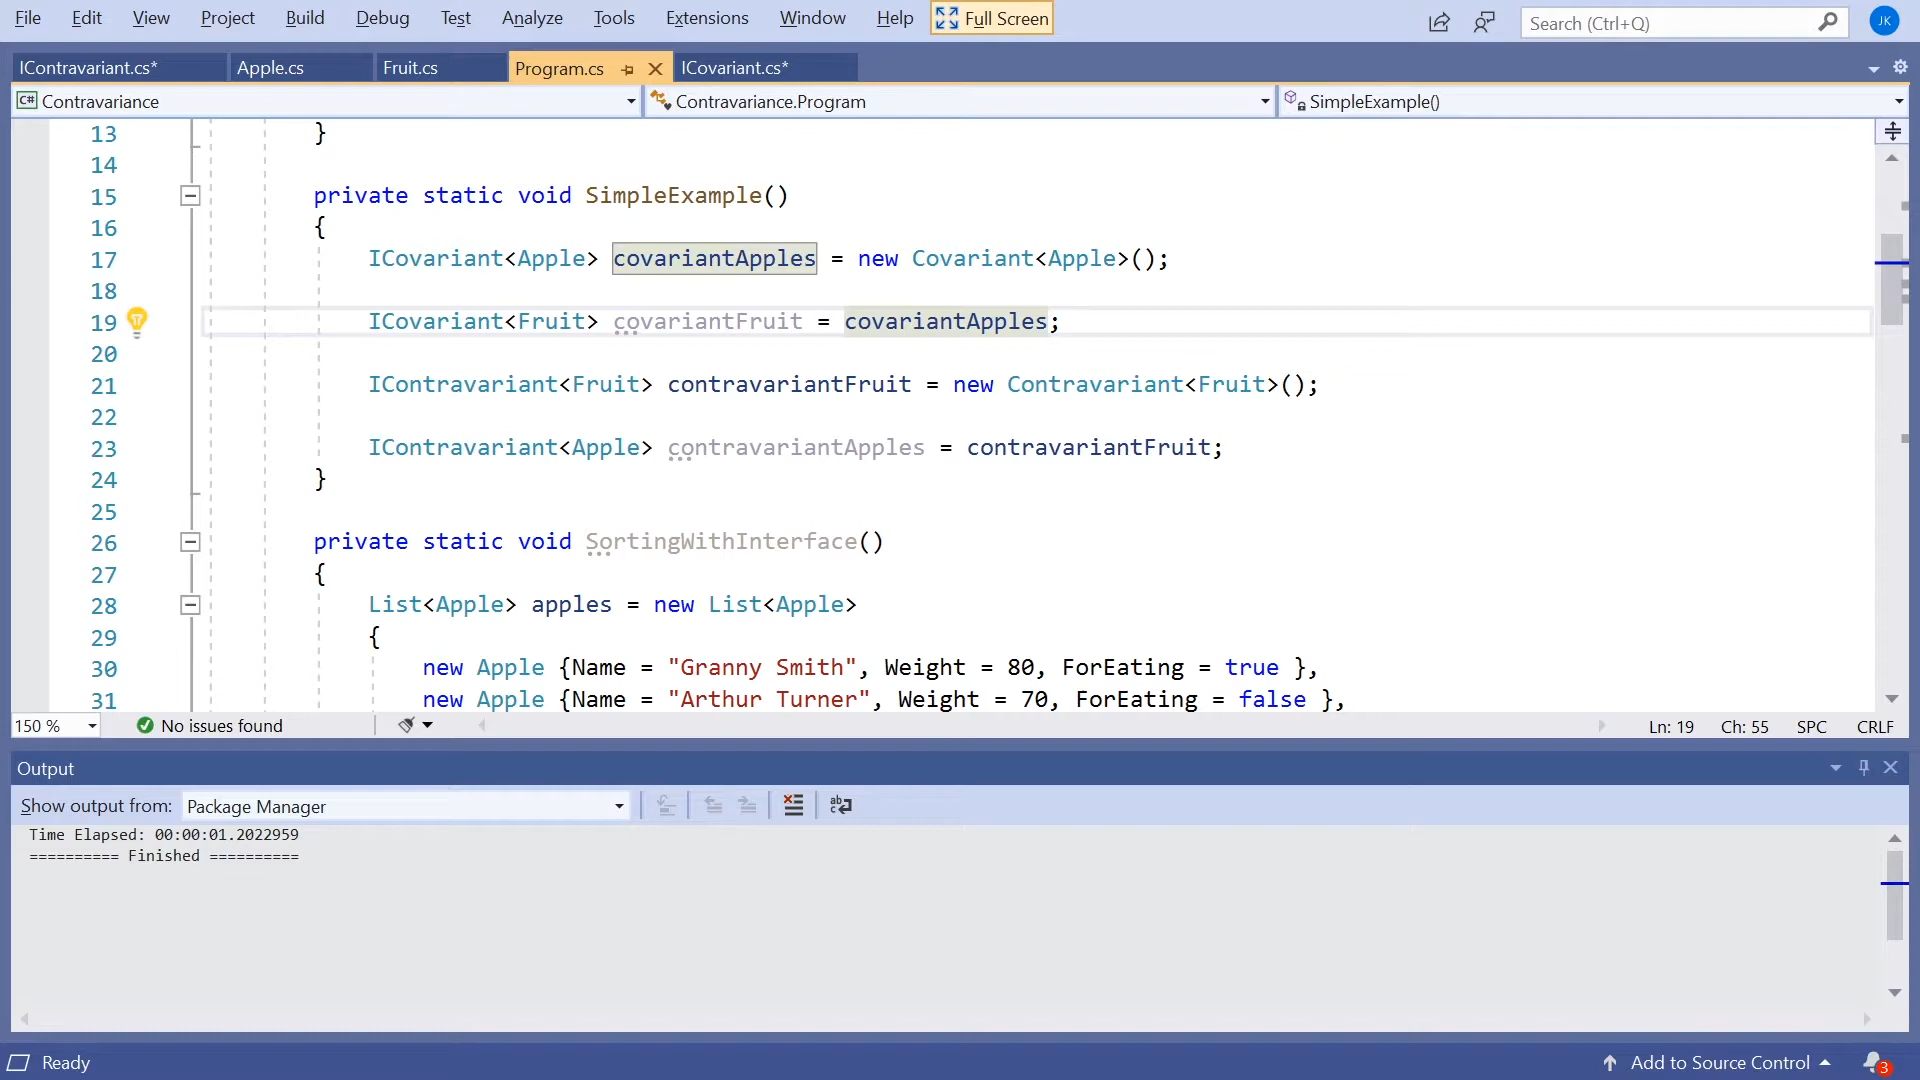 File Edit View Project Build Debug Test Analyze Tools Extensions Window Help Full Screen Search (Ctrl+Q) JK
IContravariant.cs* Apple.cs Fruit.cs Program.cs ICovariant.cs*
C# Contravariance Contravariance.Program SimpleExample()
13 }
14
15 private static void SimpleExample()
16 {
17 ICovariant<Apple> covariantApples = new Covariant<Apple>();
18
19 ICovariant<Fruit> covariantFruit = covariantApples;
20
21 IContravariant<Fruit> contravariantFruit = new Contravariant<Fruit>();
22
23 IContravariant<Apple> contravariantApples = contravariantFruit;
24 }
25
26 private static void SortingWithInterface()
27 {
28 List<Apple> apples = new List<Apple>
29 {
30 new Apple {Name = "Granny Smith", Weight = 80, ForEating = true },
31 new Apple {Name = "Arthur Turner", Weight = 70, ForEating = false },
150 % No issues found Ln: 19 Ch: 55 SPC CRLF
Output
Show output from: Package Manager
Time Elapsed: 00:00:01.2022959
========== Finished ==========
Ready Add to Source Control 3